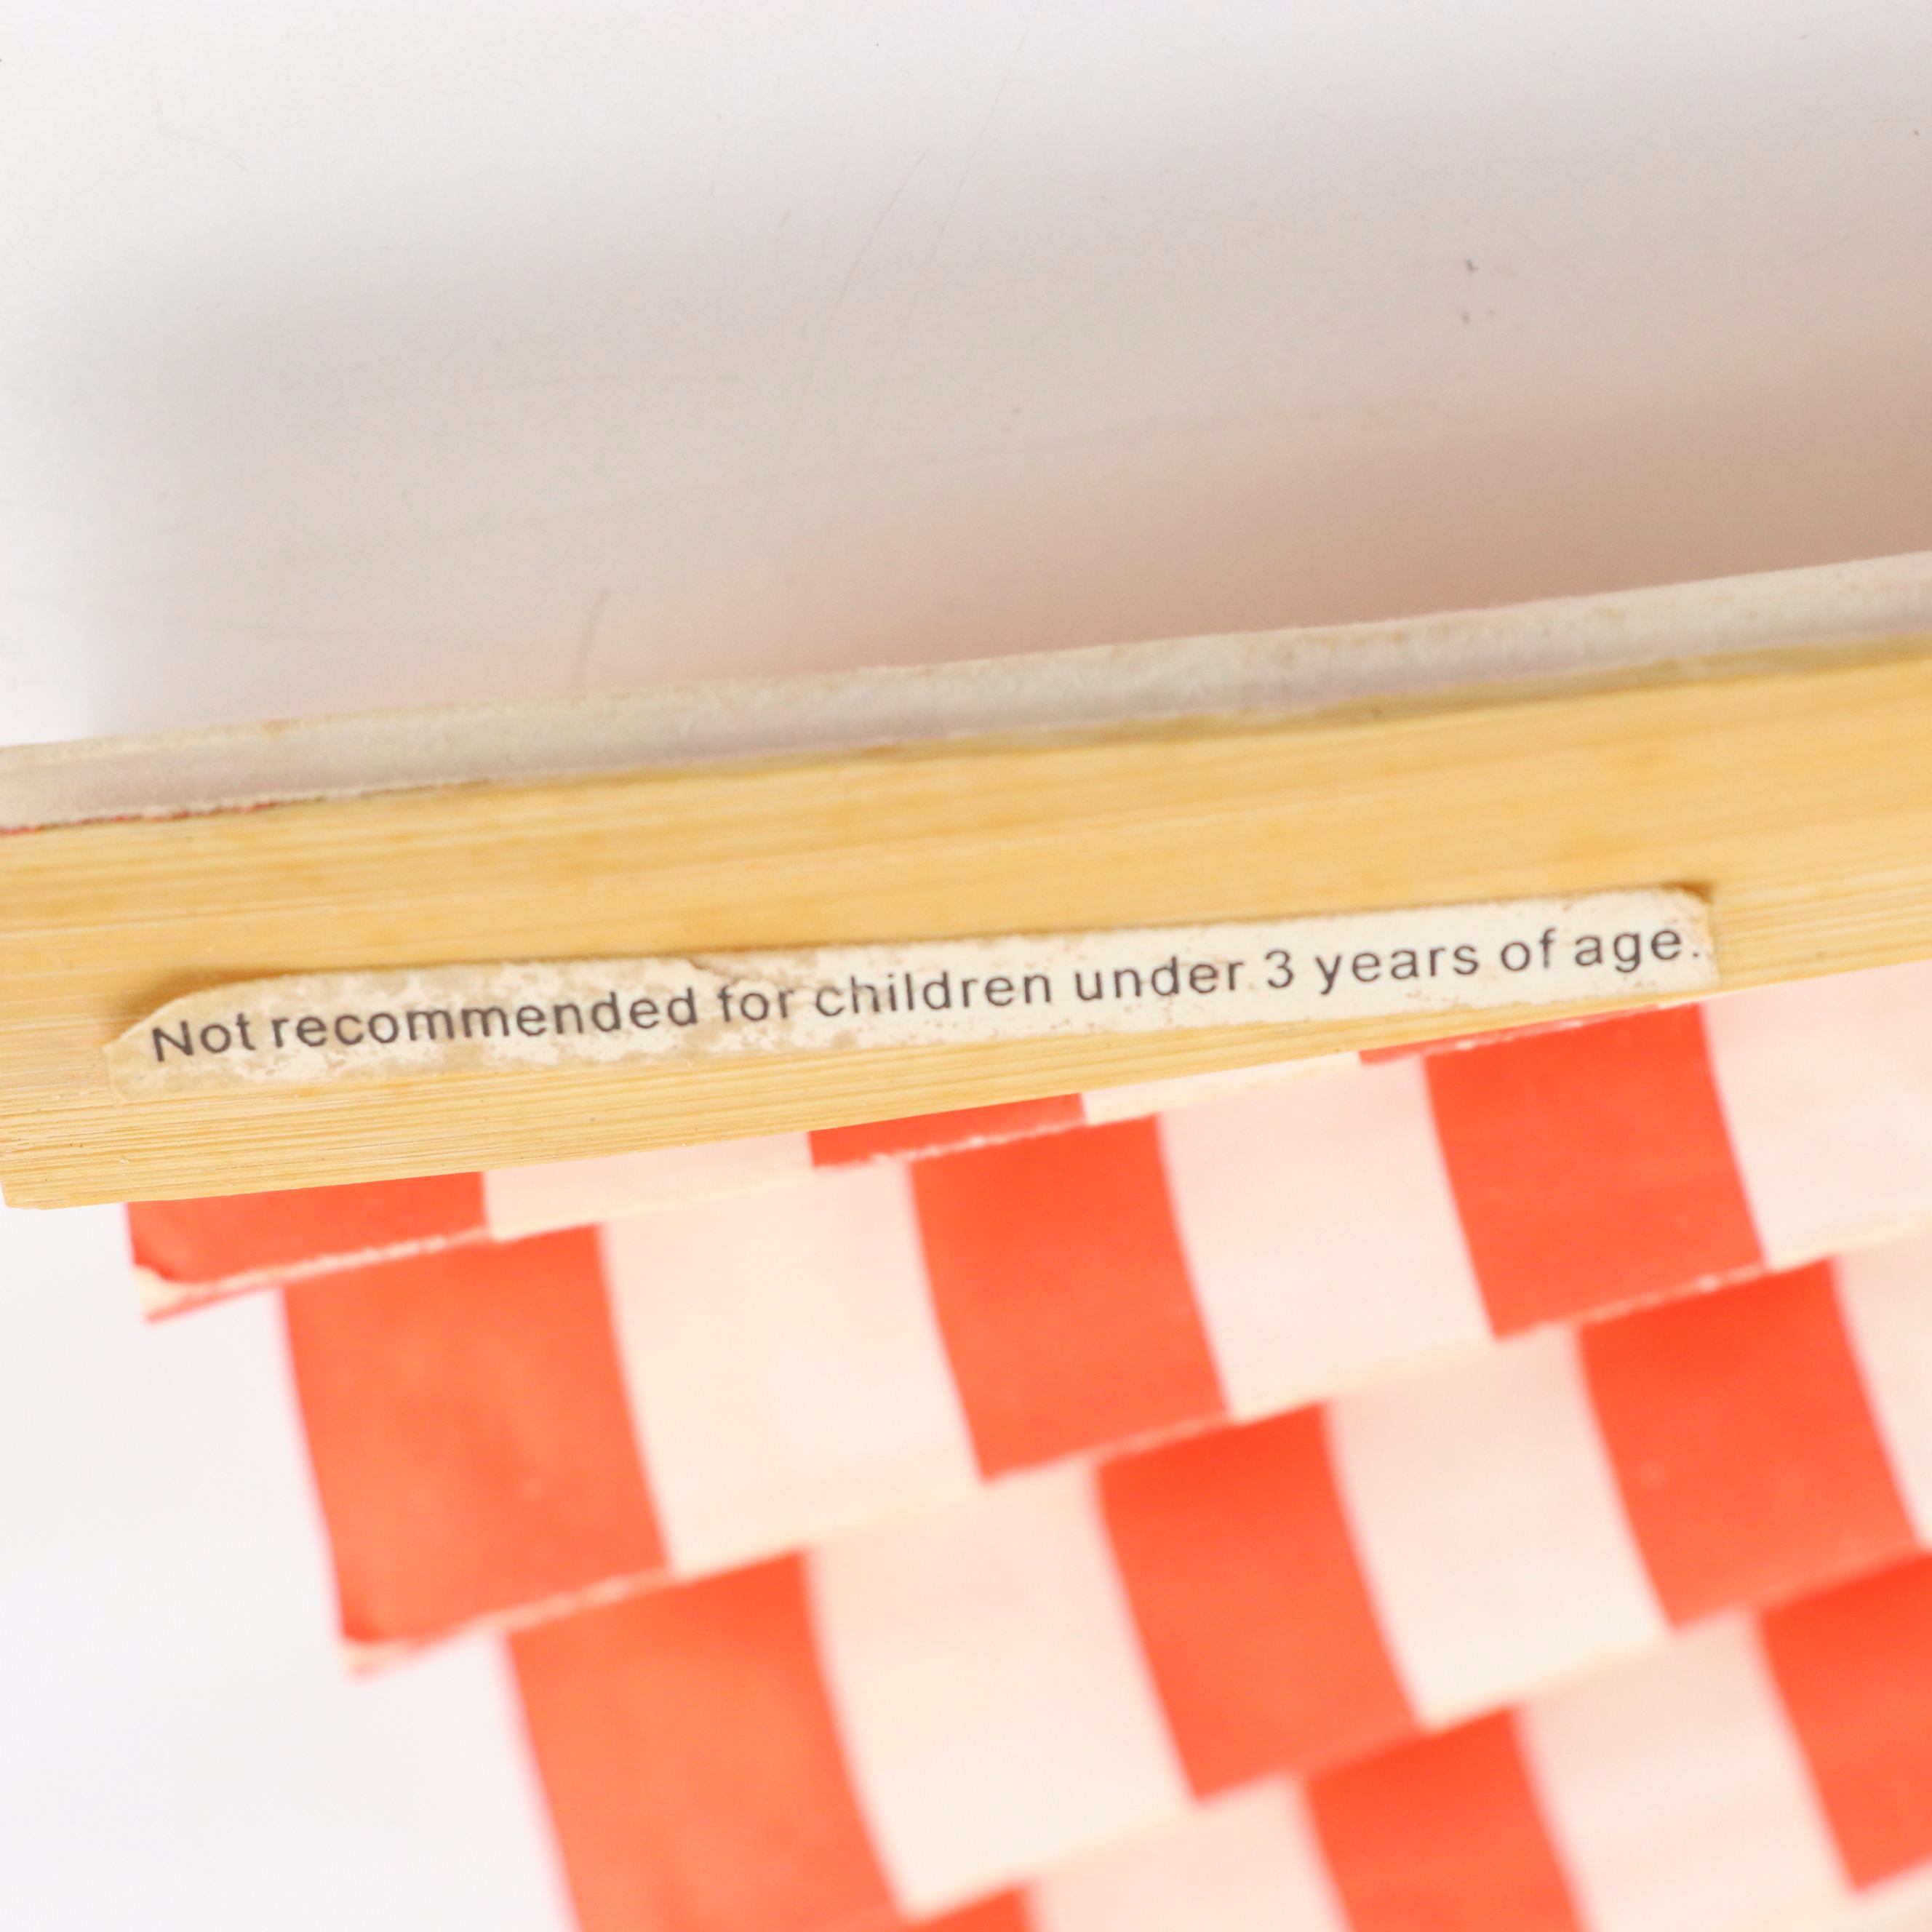 Not recommended for children under 3 years of age.